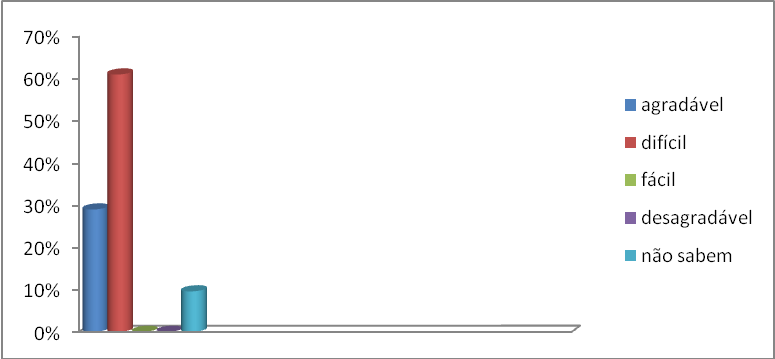 70%
60%
50%
40%
30%
20%
10%
0%
agradável
difícil
fácil
desagradável
não sabem